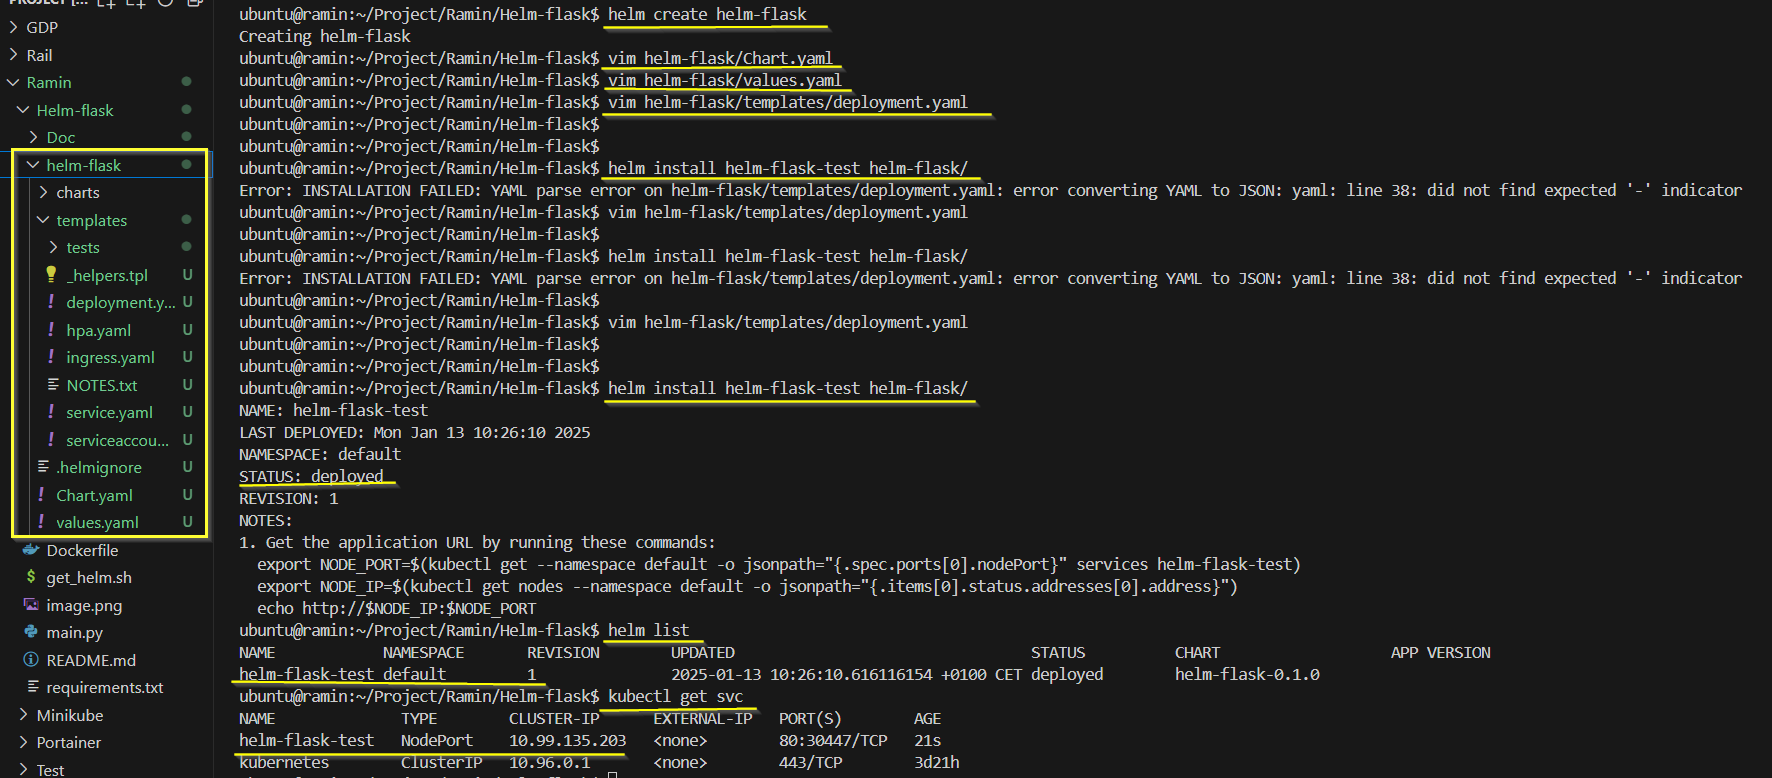 PROJECT [...
GDP
Rail
Ramin
Helm-flask
Doc
helm-flask
charts
templates
tests
_helpers.tpl U
deployment.y... U
hpa.yaml U
ingress.yaml U
NOTES.txt U
service.yaml U
serviceaccou... U
.helmignore U
Chart.yaml U
values.yaml U
Dockerfile
get_helm.sh
image.png
main.py
README.md
requirements.txt
Minikube
Portainer
Test
ubuntu@ramin:~/Project/Ramin/Helm-flask$ helm create helm-flask
Creating helm-flask
ubuntu@ramin:~/Project/Ramin/Helm-flask$ vim helm-flask/Chart.yaml
ubuntu@ramin:~/Project/Ramin/Helm-flask$ vim helm-flask/values.yaml
ubuntu@ramin:~/Project/Ramin/Helm-flask$ vim helm-flask/templates/deployment.yaml
ubuntu@ramin:~/Project/Ramin/Helm-flask$
ubuntu@ramin:~/Project/Ramin/Helm-flask$
ubuntu@ramin:~/Project/Ramin/Helm-flask$ helm install helm-flask-test helm-flask/
Error: INSTALLATION FAILED: YAML parse error on helm-flask/templates/deployment.yaml: error converting YAML to JSON: yaml: line 38: did not find expected '-' indicator
ubuntu@ramin:~/Project/Ramin/Helm-flask$ vim helm-flask/templates/deployment.yaml
ubuntu@ramin:~/Project/Ramin/Helm-flask$
ubuntu@ramin:~/Project/Ramin/Helm-flask$ helm install helm-flask-test helm-flask/
Error: INSTALLATION FAILED: YAML parse error on helm-flask/templates/deployment.yaml: error converting YAML to JSON: yaml: line 38: did not find expected '-' indicator
ubuntu@ramin:~/Project/Ramin/Helm-flask$
ubuntu@ramin:~/Project/Ramin/Helm-flask$ vim helm-flask/templates/deployment.yaml
ubuntu@ramin:~/Project/Ramin/Helm-flask$
ubuntu@ramin:~/Project/Ramin/Helm-flask$
ubuntu@ramin:~/Project/Ramin/Helm-flask$ helm install helm-flask-test helm-flask/
NAME: helm-flask-test
LAST DEPLOYED: Mon Jan 13 10:26:10 2025
NAMESPACE: default
STATUS: deployed
REVISION: 1
NOTES:
1. Get the application URL by running these commands:
export NODE_PORT=$(kubectl get --namespace default -o jsonpath="{.spec.ports[0].nodePort}" services helm-flask-test)
export NODE_IP=$(kubectl get nodes --namespace default -o jsonpath="{.items[0].status.addresses[0].address}")
echo http://$NODE_IP:$NODE_PORT
ubuntu@ramin:~/Project/Ramin/Helm-flask$ helm list
NAME NAMESPACE REVISION UPDATED STATUS CHART APP VERSION
helm-flask-test default 1 2025-01-13 10:26:10.616116154 +0100 CET deployed helm-flask-0.1.0
ubuntu@ramin:~/Project/Ramin/Helm-flask$ kubectl get svc
NAME TYPE CLUSTER-IP EXTERNAL-IP PORT(S) AGE
helm-flask-test NodePort 10.99.135.203 <none> 80:30447/TCP 21s
kubernetes ClusterIP 10.96.0.1 <none> 443/TCP 3d21h